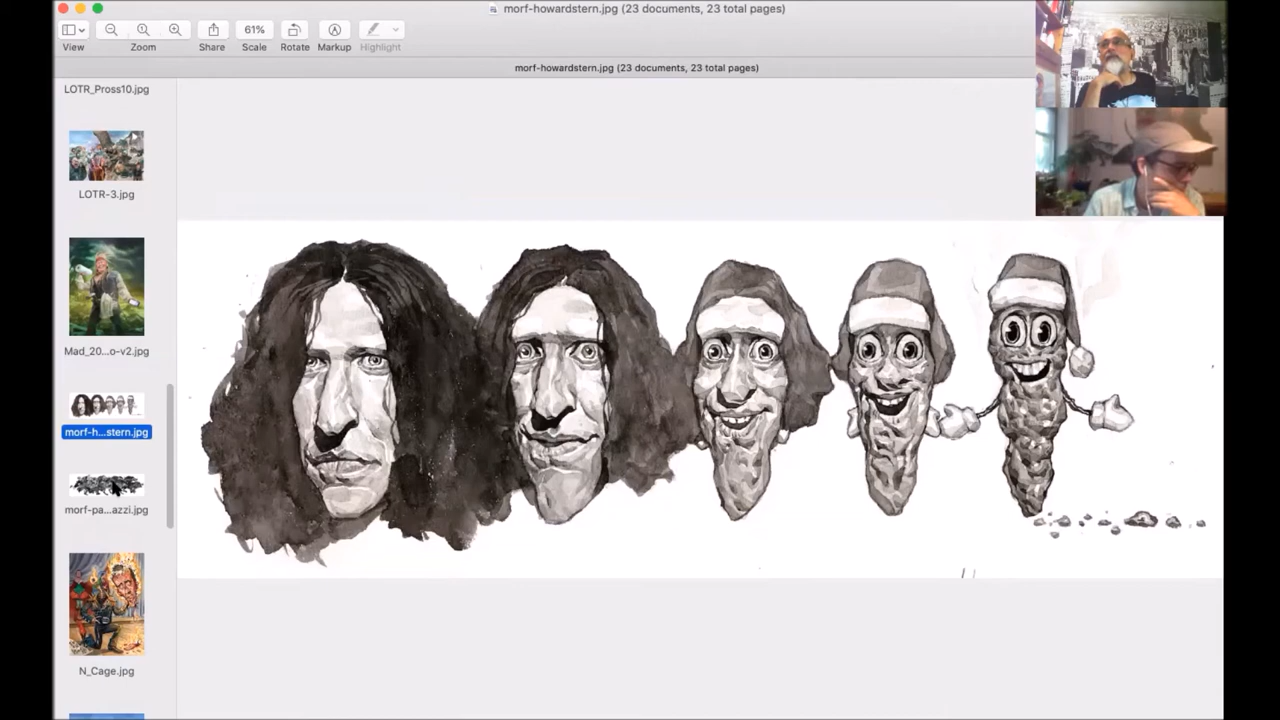 morf-howardstern.jpg (23 documents, 23 total pages)
61%
View
Zoom
Share
Scale
Rotate
Markup
Highlight
morf-howardstern.jpg (23 documents, 23 total pages)
LOTR_Pross10.jpg
LOTR-3.jpg
Mad_20...o-v2.jpg
morf-h...stern.jpg
morf-pa...azzi.jpg
N_Cage.jpg